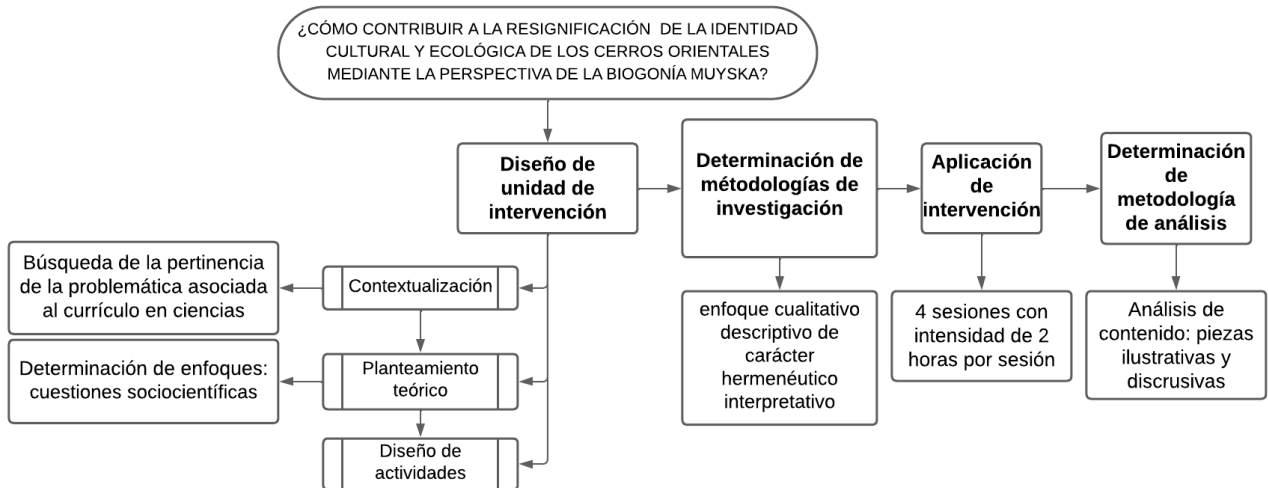 ¿CÓMO CONTRIBUIR A LA RESIGNIFICACIÓN DE LA IDENTIDAD
CULTURAL Y ECOLÓGICA DE LOS CERROS ORIENTALES
MEDIANTE LA PERSPECTIVA DE LA BIOGONÍA MUYSKA?
Diseño de
unidad de
intervención
Determinación de
métodologías de
investigación
Aplicación
de
intervención
Determinación
de
metodología
de análisis
Búsqueda de la pertinencia
de la problemática asociada
al currículo en ciencias
Contextualización
Determinación de enfoques:
cuestiones sociocientíficas
Planteamiento
teórico
Diseño de
actividades
enfoque cualitativo
descriptivo de
carácter
hermenéutico
interpretativo
4 sesiones con
intensidad de 2
horas por sesión
Análisis de
contenido: piezas
ilustrativas y
discrusivas